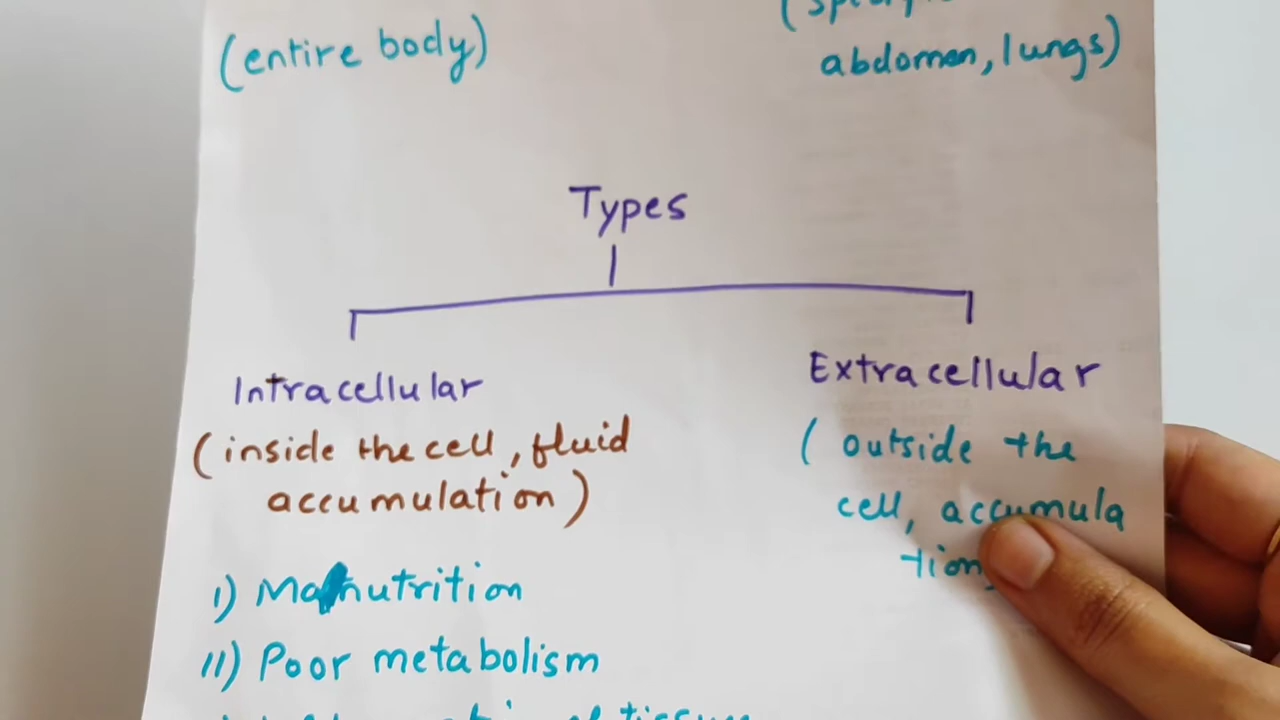 (entire body)
abdomen, lungs)
Types
Intracellular
(inside the cell, fluid
accumulation)
Extracellular
( outside the
cell, accumula
tion
i) Malnutrition
ii) Poor metabolism